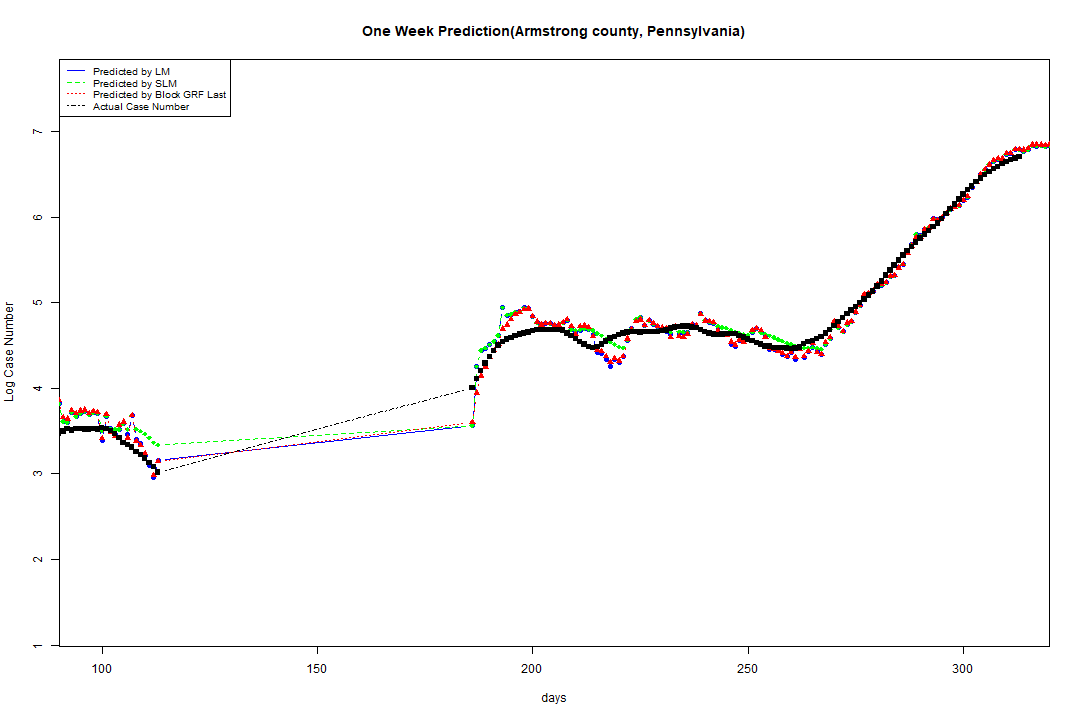 One Week Prediction(Armstrong county, Pennsylvania)
Predicted by LM
Predicted by SLM
Predicted by Block GRF Last
Actual Case Number
Log Case Number
7
6
5
4
3
2
1
100 150 200 250 300
days